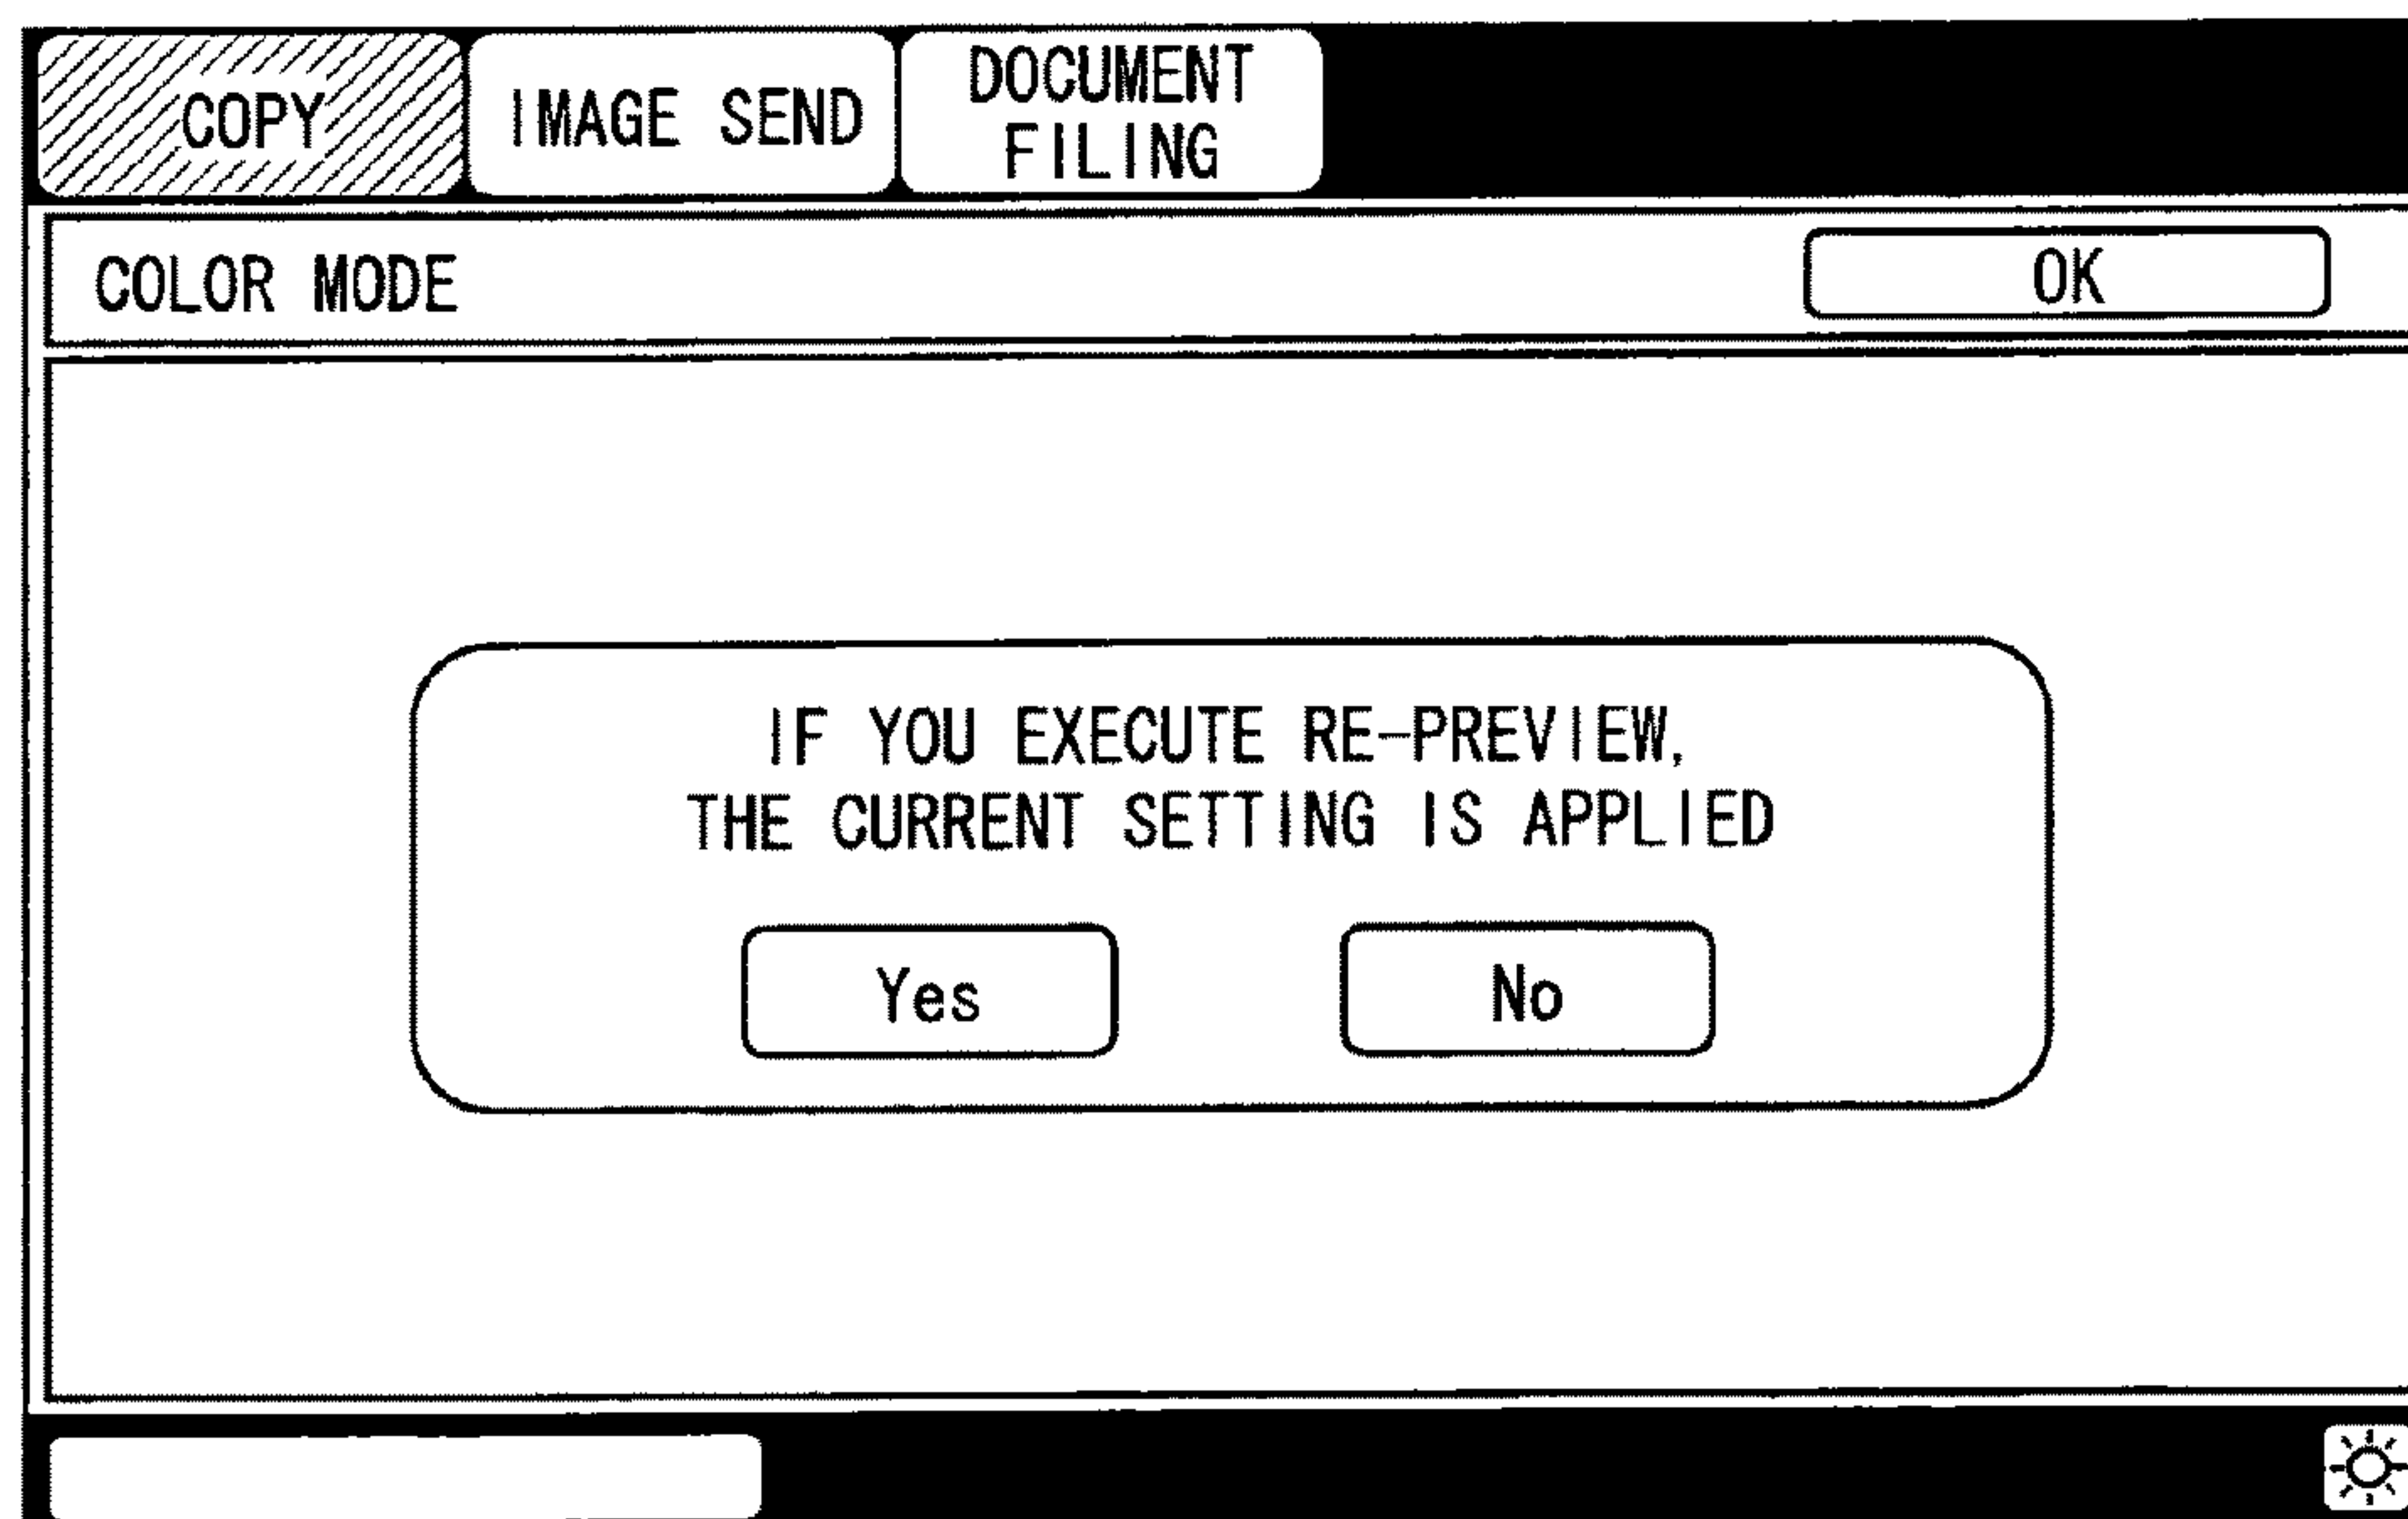 COPY
IMAGE SEND
DOCUMENT
FILING
COLOR MODE
OK
IF YOU EXECUTE RE-PREVIEW,
THE CURRENT SETTING IS APPLIED
Yes
No